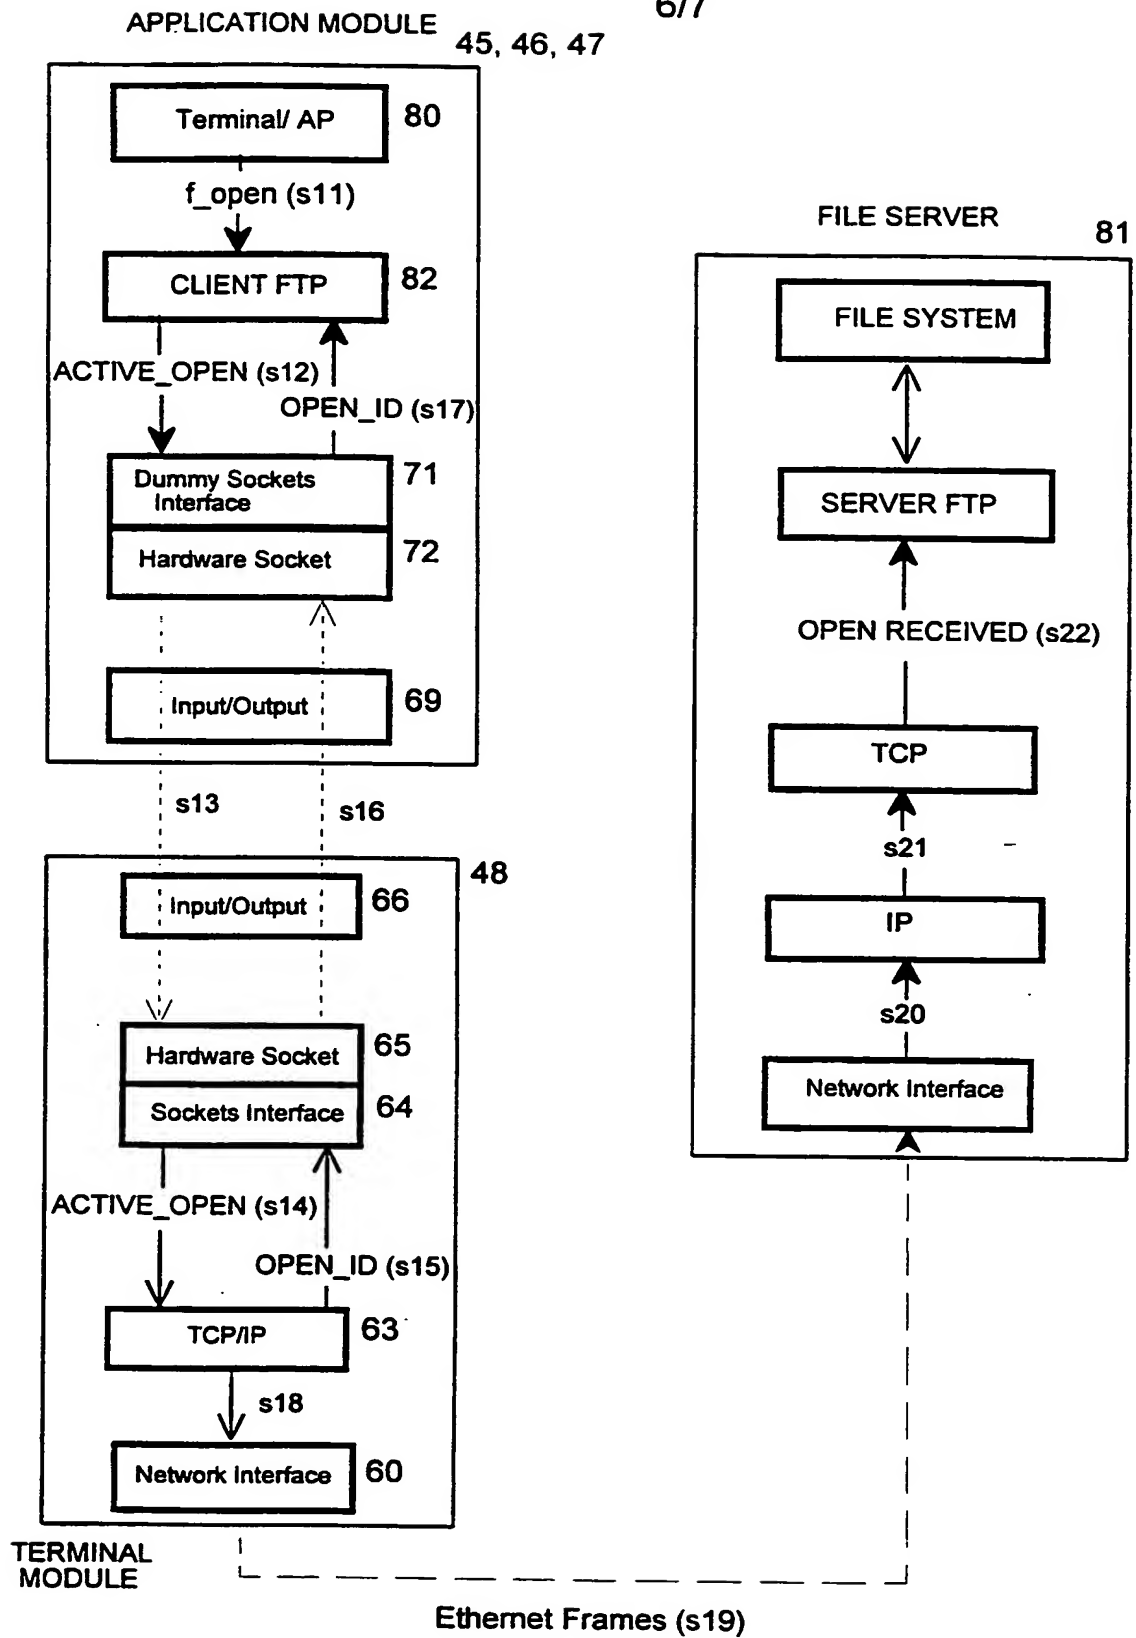 6/7
APPLICATION MODULE
45, 46, 47
Terminal/ AP
80
f_open (s11)
CLIENT FTP
82
ACTIVE_OPEN (s12)
OPEN_ID (s17)
Dummy Sockets
Interface
71
Hardware Socket
72
Input/Output
69
s13
s16
48
Input/Output
66
Hardware Socket
65
Sockets Interface
64
ACTIVE_OPEN (s14)
OPEN_ID (s15)
TCP/IP
63
s18
Network Interface
60
TERMINAL
MODULE
Ethernet Frames (s19)
FILE SERVER
81
FILE SYSTEM
SERVER FTP
OPEN RECEIVED (s22)
TCP
s21
IP
s20
Network Interface